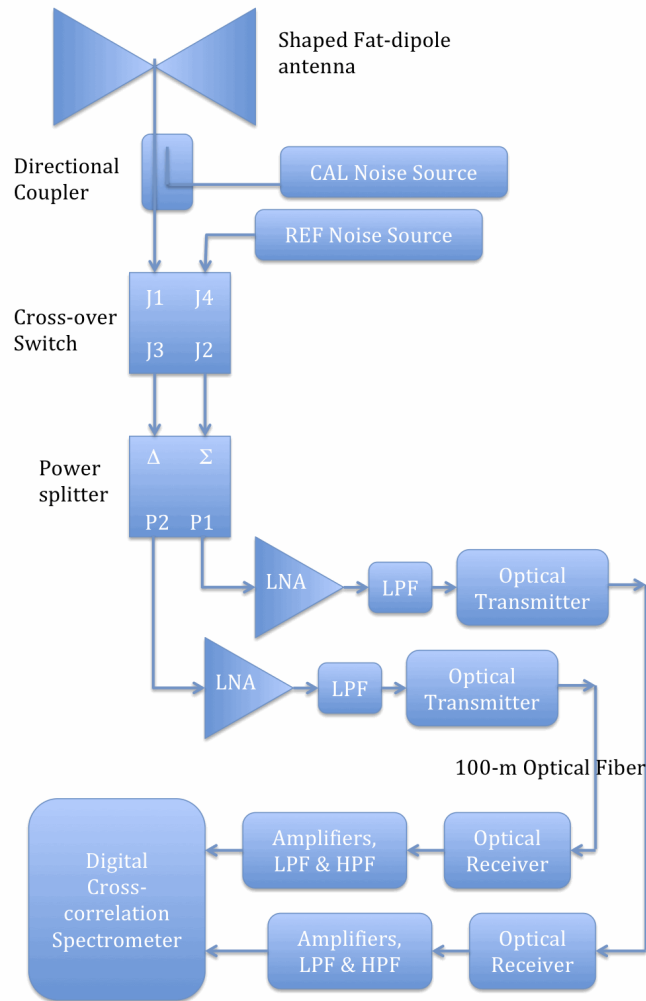 Shaped Fat-dipole
antenna
Directional
Coupler
CAL Noise Source
REF Noise Source
Cross-over
Switch
J1 J4
J3 J2
Power
splitter
Δ Σ
P2 P1
LNA
LPF
Optical
Transmitter
LNA
LPF
Optical
Transmitter
100-m Optical Fiber
Digital
Cross-
correlation
Spectrometer
Amplifiers,
LPF & HPF
Optical
Receiver
Amplifiers,
LPF & HPF
Optical
Receiver